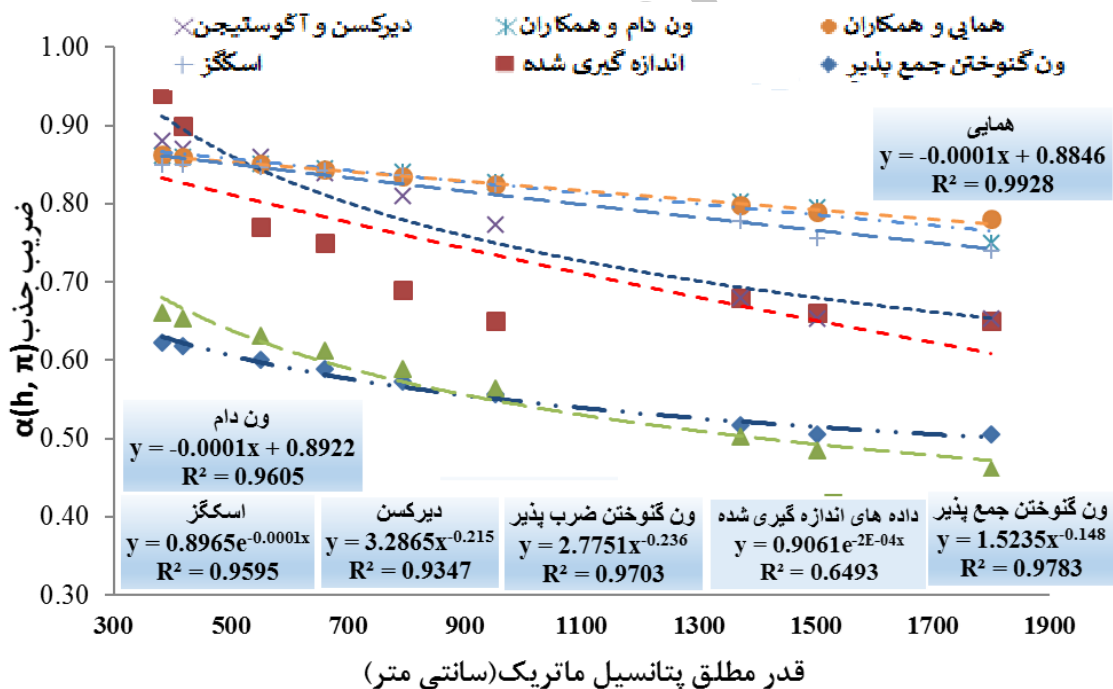 دیرکسن و آگوستیجن
ون دام و همکاران
همایی و همکاران
اسکگز
اندازه گیری شده
ون گنوختن جمع پذیر
1.00
0.90
0.80
0.70
0.60
0.50
0.40
0.30
ضریب جذب α(h, π)
همایی
y = -0.0001x + 0.8846
R² = 0.9928
ون دام
y = -0.0001x + 0.8922
R² = 0.9605
اسکگز
y = 0.8965e^-0.0001x
R² = 0.9595
دیرکسن
y = 3.2865x^-0.215
R² = 0.9347
ون گنوختن ضرب پذیر
y = 2.7751x^-0.236
R² = 0.9703
داده های اندازه گیری شده
y = 0.9061e^-2E-04x
R² = 0.6493
ون گنوختن جمع پذیر
y = 1.5235x^-0.148
R² = 0.9783
300 500 700 900 1100 1300 1500 1700 1900
قدر مطلق پتانسیل ماتریک(سانتی متر)